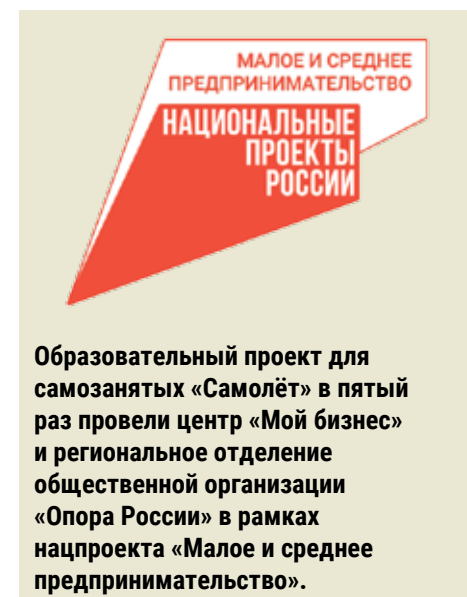 МАЛОЕ И СРЕДНЕЕ
ПРЕДПРИНИМАТЕЛЬСТВО
НАЦИОНАЛЬНЫЕ
ПРОЕКТЫ
РОССИИ
Образовательный проект для
самозанятых «Самолёт» в пятый
раз провели центр «Мой бизнес»
и региональное отделение
общественной организации
«Опора России» в рамках
нацпроекта «Малое и среднее
предпринимательство».